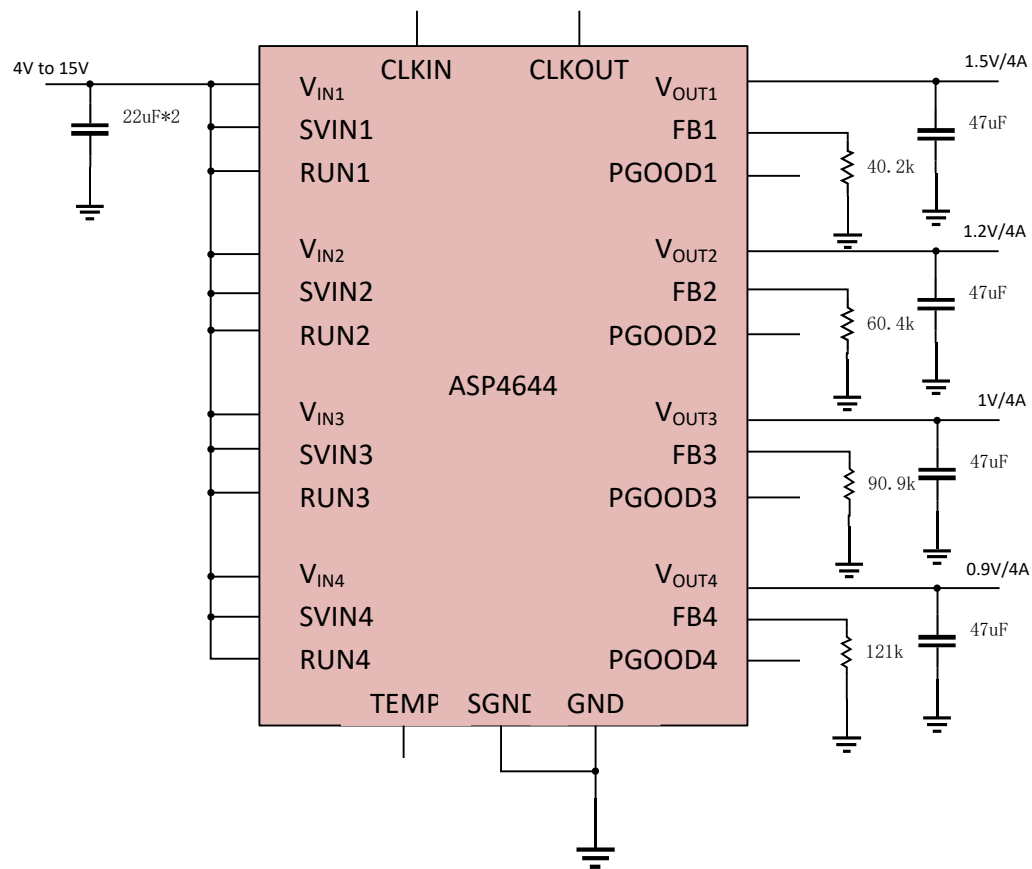 CLKIN CLKOUT
4V to 15V
22uF*2
VIN1
SVIN1
RUN1
VIN2
SVIN2
RUN2
ASP4644
VIN3
SVIN3
RUN3
VIN4
SVIN4
RUN4
TEMP SGND GND
VOUT1
FB1
PGOOD1
1.5V/4A
47uF
40.2k
VOUT2
FB2
PGOOD2
1.2V/4A
47uF
60.4k
VOUT3
FB3
PGOOD3
1V/4A
47uF
90.9k
VOUT4
FB4
PGOOD4
0.9V/4A
47uF
121k